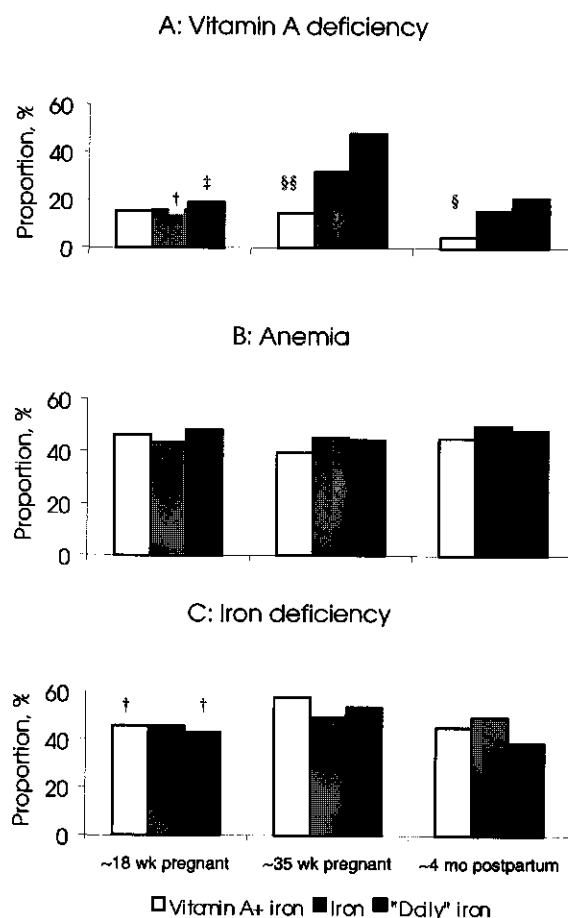 A: Vitamin A deficiency
Proportion, %
60
40
20
0
† ‡
§§
§
B: Anemia
Proportion, %
60
40
20
0
C: Iron deficiency
Proportion, %
60
40
20
0
† †
~18 wk pregnant ~35 wk pregnant ~4 mo postpartum
Vitamin A+ iron Iron "Daily" iron